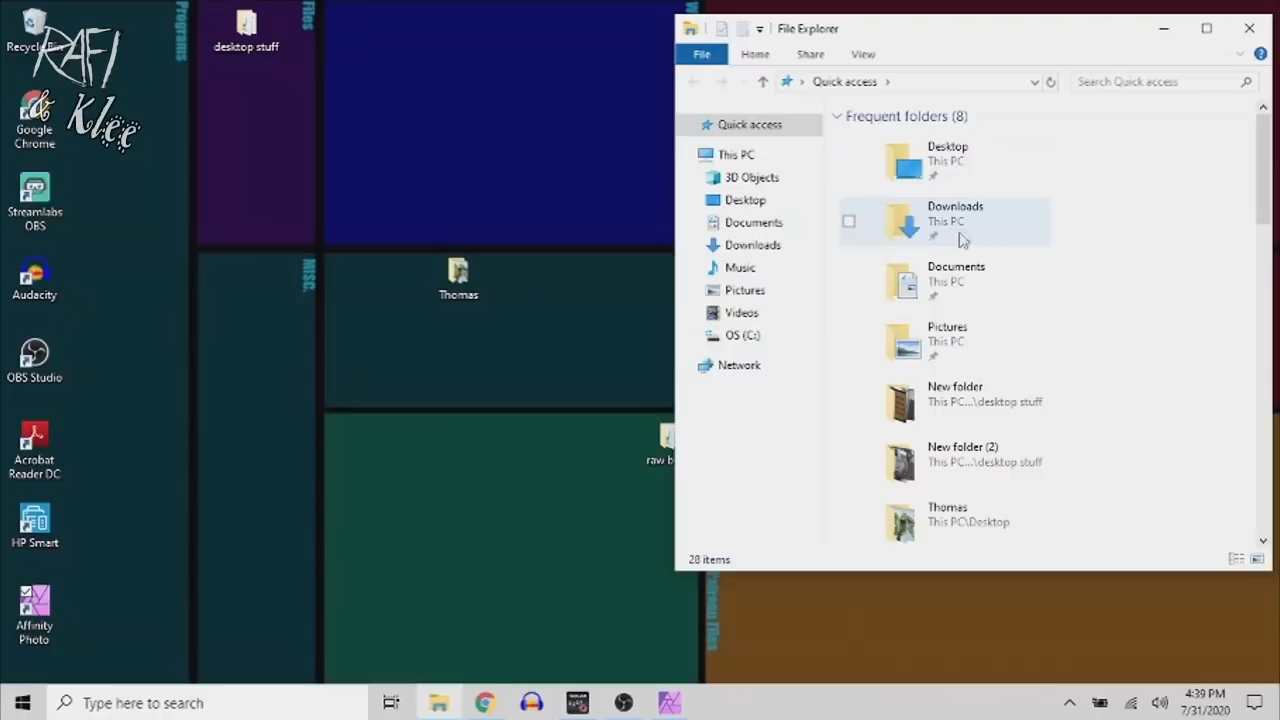 RAFI
& Klee
Recycle Bin
Google
Chrome
Streamlabs
OBS
Audacity
OBS Studio
Acrobat
Reader DC
HP Smart
Affinity
Photo
Programs
desktop stuff
Files
Misc.
Thomas
raw b
File Explorer
File
Home
Share
View
Quick access
Search Quick access
Quick access
This PC
3D Objects
Desktop
Documents
Downloads
Music
Pictures
Videos
OS (C:)
Network
Frequent folders (8)
Desktop
This PC
Downloads
This PC
Documents
This PC
Pictures
This PC
New folder
This PC...\desktop stuff
New folder (2)
This PC...\desktop stuff
Thomas
This PC\Desktop
28 items
Type here to search
4:39 PM
7/31/2020